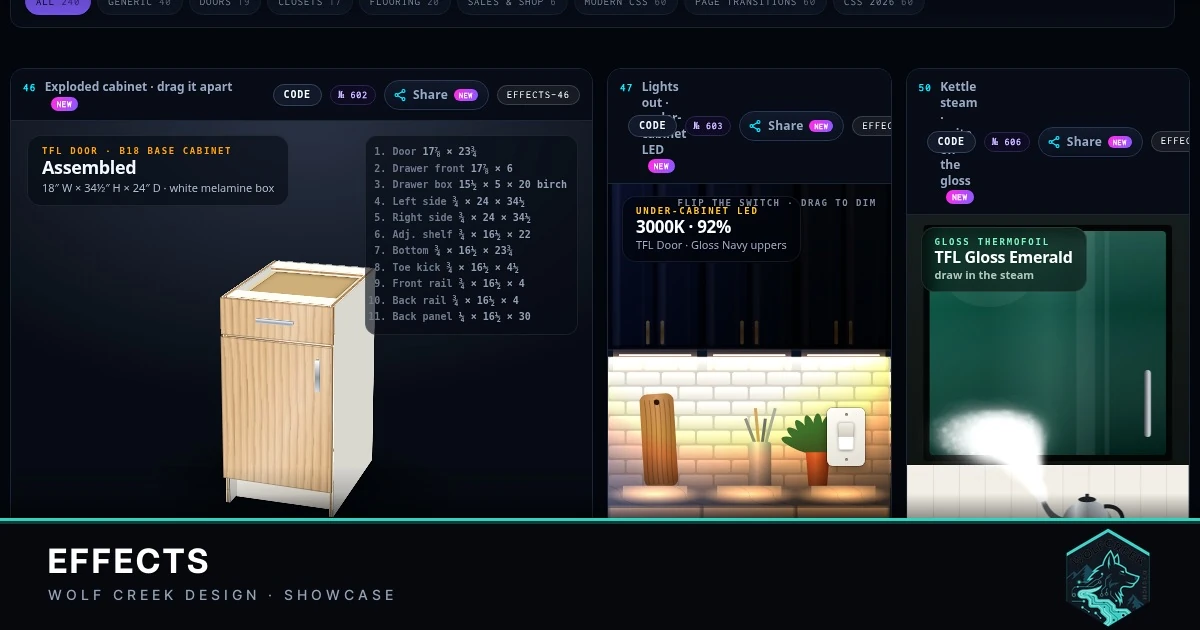 ALL 240 GENERIC 40 DOORS 19 CLOSETS 17 FLOORING 20 SALES & SHOP 6 MODERN CSS 60 PAGE TRANSITIONS 60 CSS 2026 60
46 Exploded cabinet · drag it apart
NEW
CODE № 602 Share NEW EFFECTS-46
TFL DOOR · B18 BASE CABINET
Assembled
18″ W × 34½″ H × 24″ D · white melamine box
1. Door 17⅞ × 23¾
2. Drawer front 17⅞ × 6
3. Drawer box 15½ × 5 × 20 birch
4. Left side ¾ × 24 × 34½
5. Right side ¾ × 24 × 34½
6. Adj. shelf ¾ × 16½ × 22
7. Bottom ¾ × 16½ × 23¾
8. Toe kick ¾ × 16½ × 4½
9. Front rail ¾ × 16½ × 4
10. Back rail ¾ × 16½ × 4
11. Back panel ¼ × 16½ × 30
47 Lights
out ·
LED
NEW
CODE № 603 Share NEW
FLIP THE SWITCH · DRAG TO DIM
UNDER-CABINET LED
3000K · 92%
TFL Door · Gloss Navy uppers
50 Kettle
steam
·
the
gloss
NEW
CODE № 606 Share NEW
GLOSS THERMOFOIL
TFL Gloss Emerald
draw in the steam
EFFECTS
WOLF CREEK DESIGN · SHOWCASE